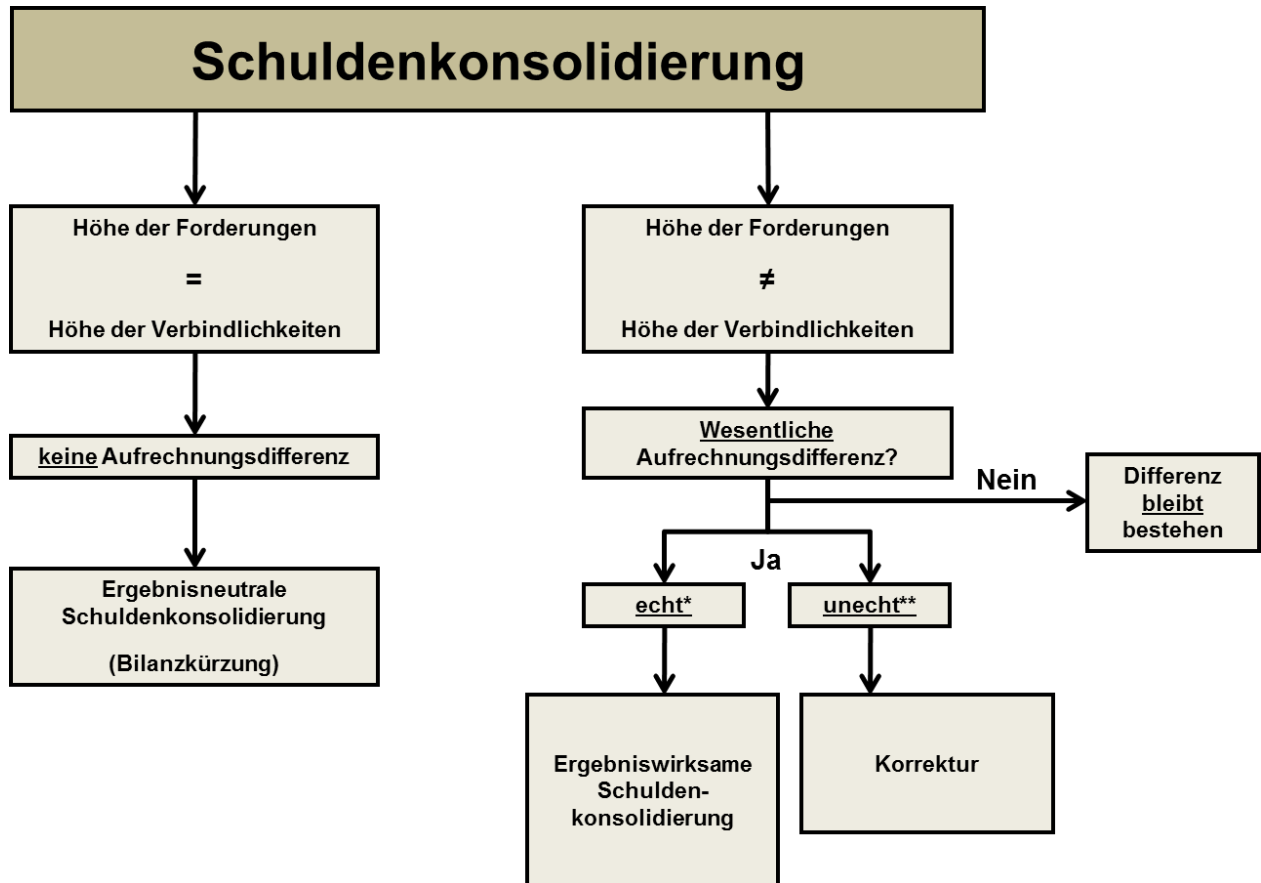 Schuldenkonsolidierung
Höhe der Forderungen
=
Höhe der Verbindlichkeiten
keine Aufrechnungsdifferenz
Ergebnisneutrale
Schuldenkonsolidierung
(Bilanzkürzung)
Höhe der Forderungen
≠
Höhe der Verbindlichkeiten
Wesentliche
Aufrechnungsdifferenz?
Nein
Differenz
bleibt
bestehen
Ja
echt*
unecht**
Ergebniswirksame
Schulden-
konsolidierung
Korrektur